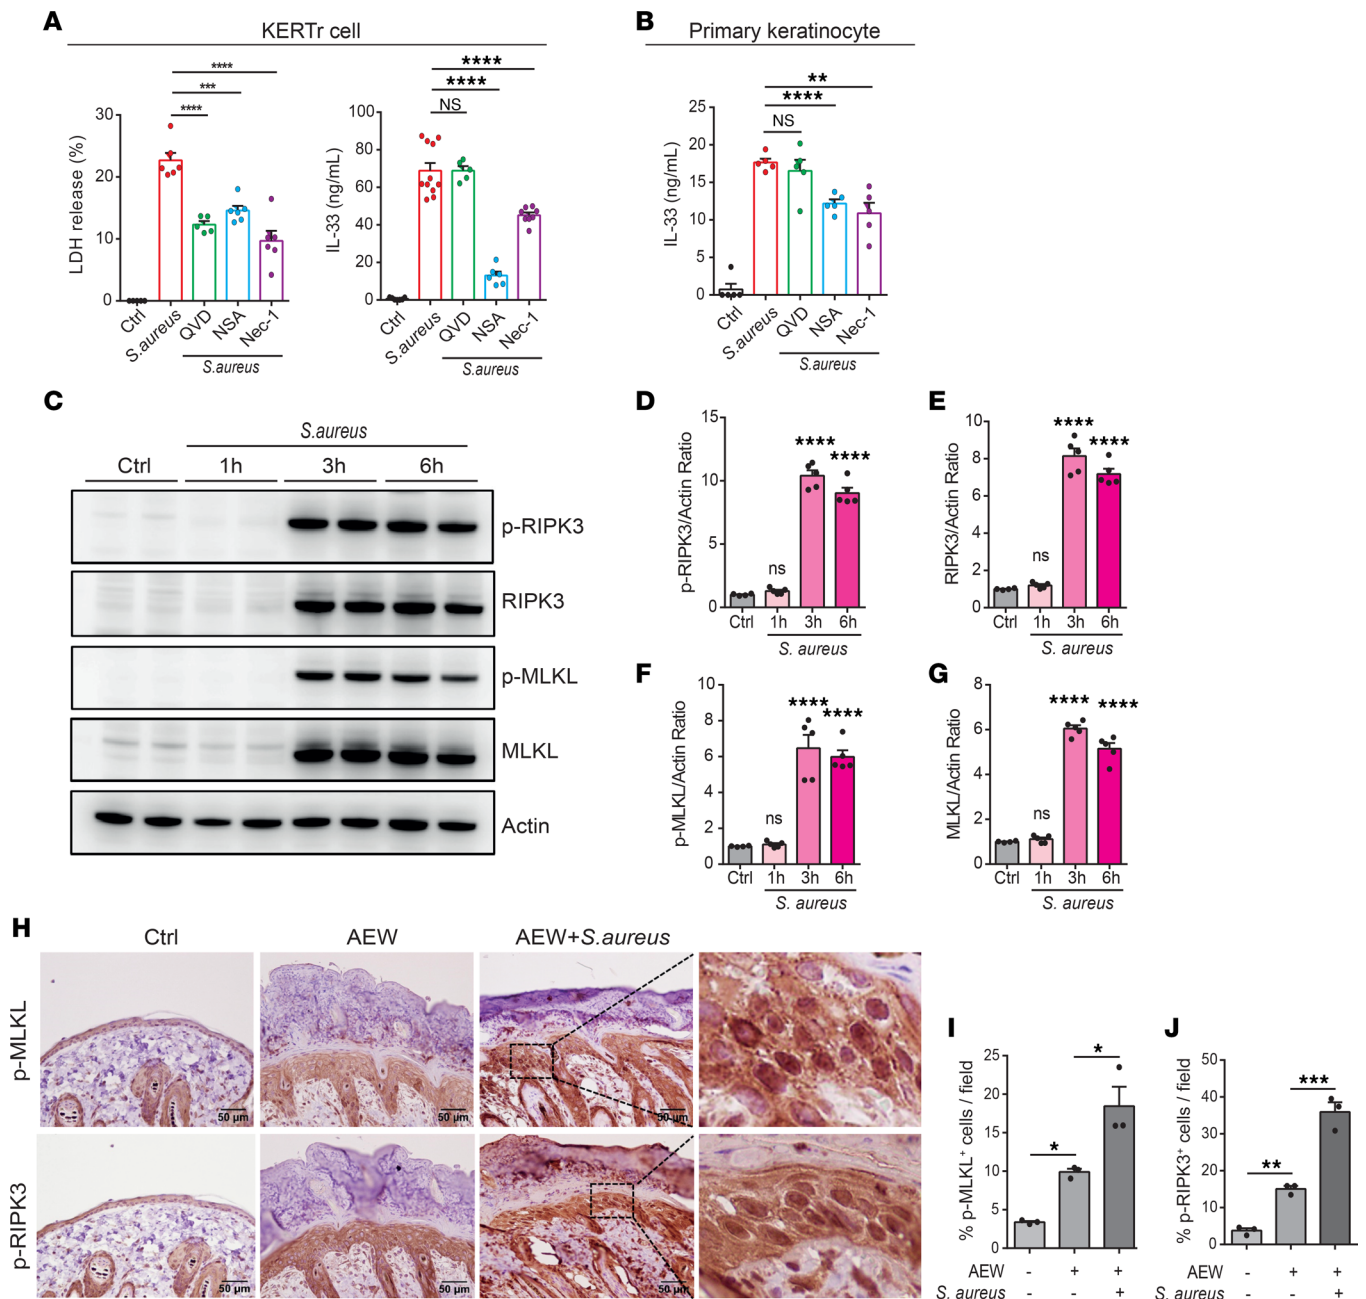 A
KERTr cell
B
Primary keratinocyte
****
***
****
LDH release (%)
30
20
10
0
Ctrl
S.aureus
QVD
NSA
Nec-1
S.aureus
****
****
NS
IL-33 (ng/mL)
100
80
60
40
20
0
Ctrl
S.aureus
QVD
NSA
Nec-1
S.aureus
**
****
NS
IL-33 (ng/mL)
25
20
15
10
5
0
Ctrl
S.aureus
QVD
NSA
Nec-1
S.aureus
C
S.aureus
Ctrl 1h 3h 6h
p-RIPK3
RIPK3
p-MLKL
MLKL
Actin
D
p-RIPK3/Actin Ratio
15
10
5
0
ns
****
****
Ctrl 1h 3h 6h
S. aureus
E
RIPK3/Actin Ratio
10
8
6
4
2
0
ns
****
****
Ctrl 1h 3h 6h
S. aureus
F
p-MLKL/Actin Ratio
10
8
6
4
2
0
ns
****
****
Ctrl 1h 3h 6h
S. aureus
G
MLKL/Actin Ratio
8
6
4
2
0
ns
****
****
Ctrl 1h 3h 6h
S. aureus
H
Ctrl
AEW
AEW+S.aureus
p-MLKL
50 µm
50 µm
50 µm
p-RIPK3
50 µm
50 µm
50 µm
I
% p-MLKL+ cells / field
25
20
15
10
5
0
*
*
AEW - + +
S. aureus - - +
J
% p-RIPK3+ cells / field
50
40
30
20
10
0
**
***
AEW - + +
S. aureus - - +